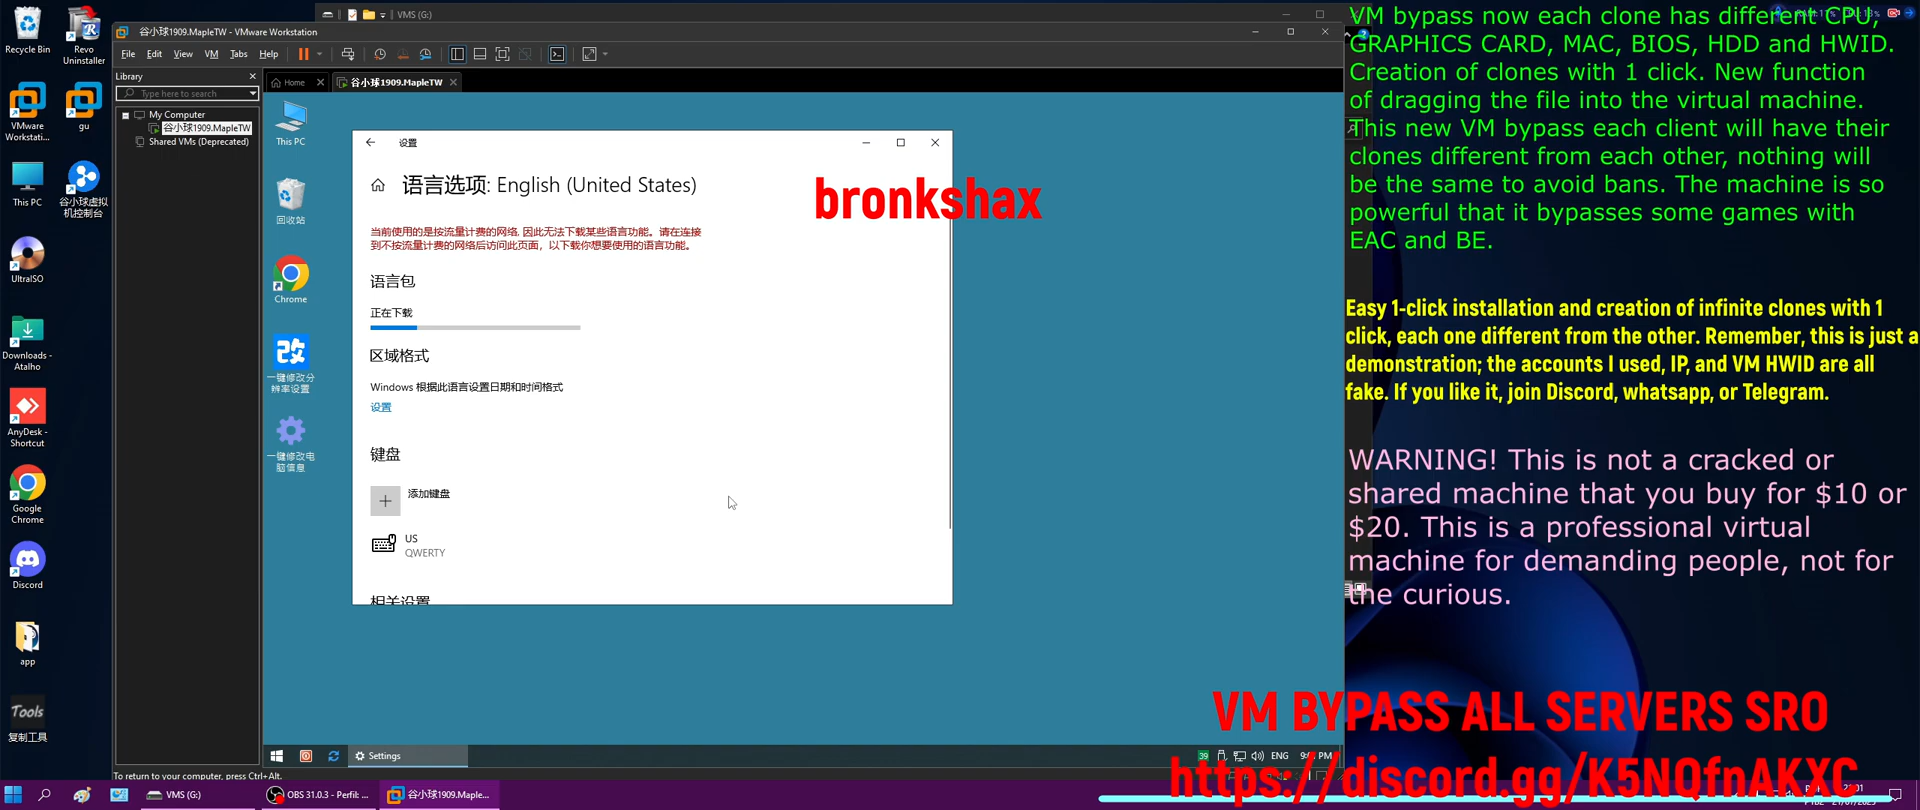 Recycle Bin
Revo Uninstaller
VMware Workstati...
gu
This PC
谷小球虚拟机控制台
UltraISO
Downloads - Atalho
AnyDesk - Shortcut
Google Chrome
Discord
app
Tools
复制工具
VMS (G:)
谷小球1909.MapleTW - VMware Workstation
File Edit View VM Tabs Help
Library
Type here to search
My Computer
谷小球1909.MapleTW
Shared VMs (Deprecated)
Home
谷小球1909.MapleTW
This PC
回收站
Chrome
改
一键修改分辨率设置
一键修改电脑信息
设置
语言选项: English (United States)
当前使用的是按流量计费的网络, 因此无法下载某些语言功能。请在连接
到不按流量计费的网络后访问此页面，以下载你想要使用的语言功能。
语言包
正在下载
区域格式
Windows 根据此语言设置日期和时间格式
设置
键盘
添加键盘
US
QWERTY
相关设置
bronkshax
VM bypass now each clone has different CPU,
GRAPHICS CARD, MAC, BIOS, HDD and HWID.
Creation of clones with 1 click. New function
of dragging the file into the virtual machine.
This new VM bypass each client will have their
clones different from each other, nothing will
be the same to avoid bans. The machine is so
powerful that it bypasses some games with
EAC and BE.
Easy 1-click installation and creation of infinite clones with 1
click, each one different from the other. Remember, this is just a
demonstration; the accounts I used, IP, and VM HWID are all
fake. If you like it, join Discord, whatsapp, or Telegram.
WARNING! This is not a cracked or
shared machine that you buy for $10 or
$20. This is a professional virtual
machine for demanding people, not for
the curious.
VM BYPASS ALL SERVERS SRO
https://discord.gg/K5NQfnAKXC
Settings
39
ENG
To return to your computer, press Ctrl+Alt.
VMS (G:)
OBS 31.0.3 - Perfil: ...
谷小球1909.Maple...